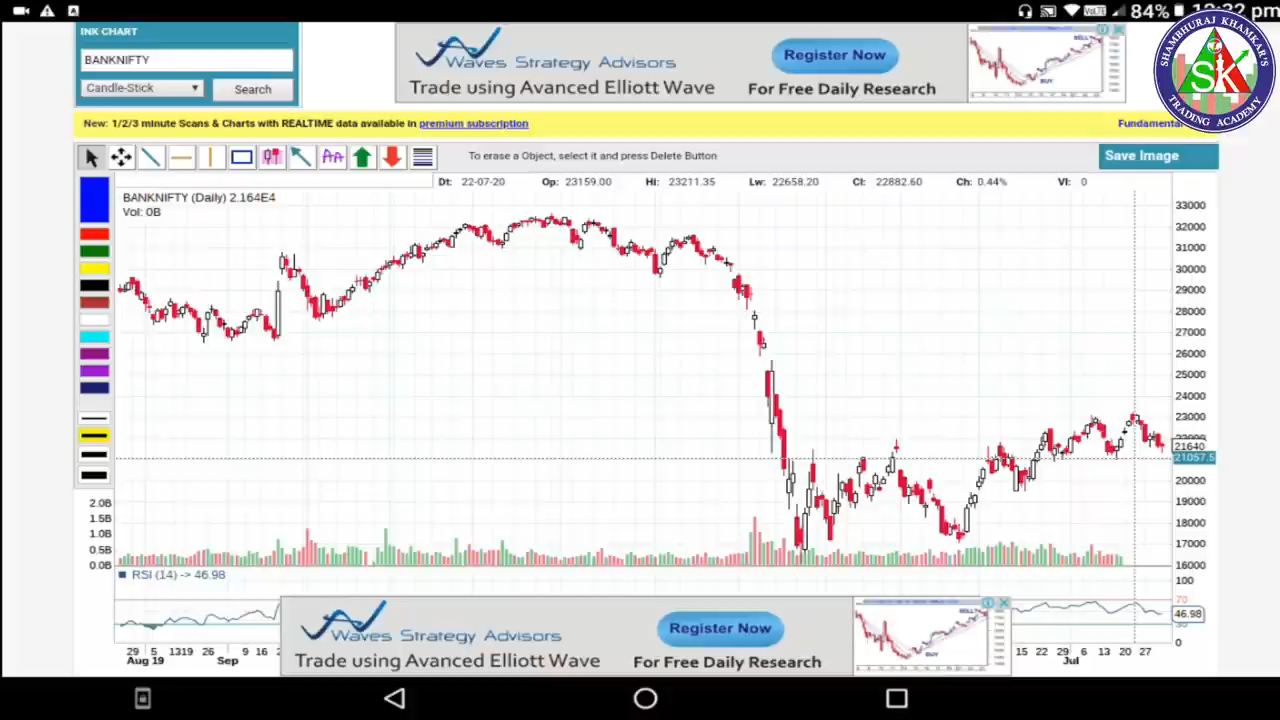 84%
INK CHART
BANKNIFTY
Candle-Stick
Search
Waves Strategy Advisors
Trade using Avanced Elliott Wave
Register Now
For Free Daily Research
SELL
BUY
SHAMBHURAJ KHAMKAR'S
SK
TRADING ACADEMY
New: 1/2/3 minute Scans & Charts with REALTIME data available in premium subscription
To erase a Object, select it and press Delete Button
Save Image
Dt: 22-07-20 Op: 23159.00 Hi: 23211.35 Lw: 22658.20 Cl: 22882.60 Ch: 0.44% Vl: 0
BANKNIFTY (Daily) 2.164E4
Vol: 0B
33000
32000
31000
30000
29000
28000
27000
26000
25000
24000
23000
21640
21057.5
20000
19000
18000
17000
16000
2.0B
1.5B
1.0B
0.5B
0.0B
RSI (14) -> 46.98
100
70
46.98
0
Waves Strategy Advisors
Trade using Avanced Elliott Wave
Register Now
For Free Daily Research
SELL
BUY
29 5 1319 26 9 16 15 22 29 6 13 20 27
Aug 19 Sep Jul